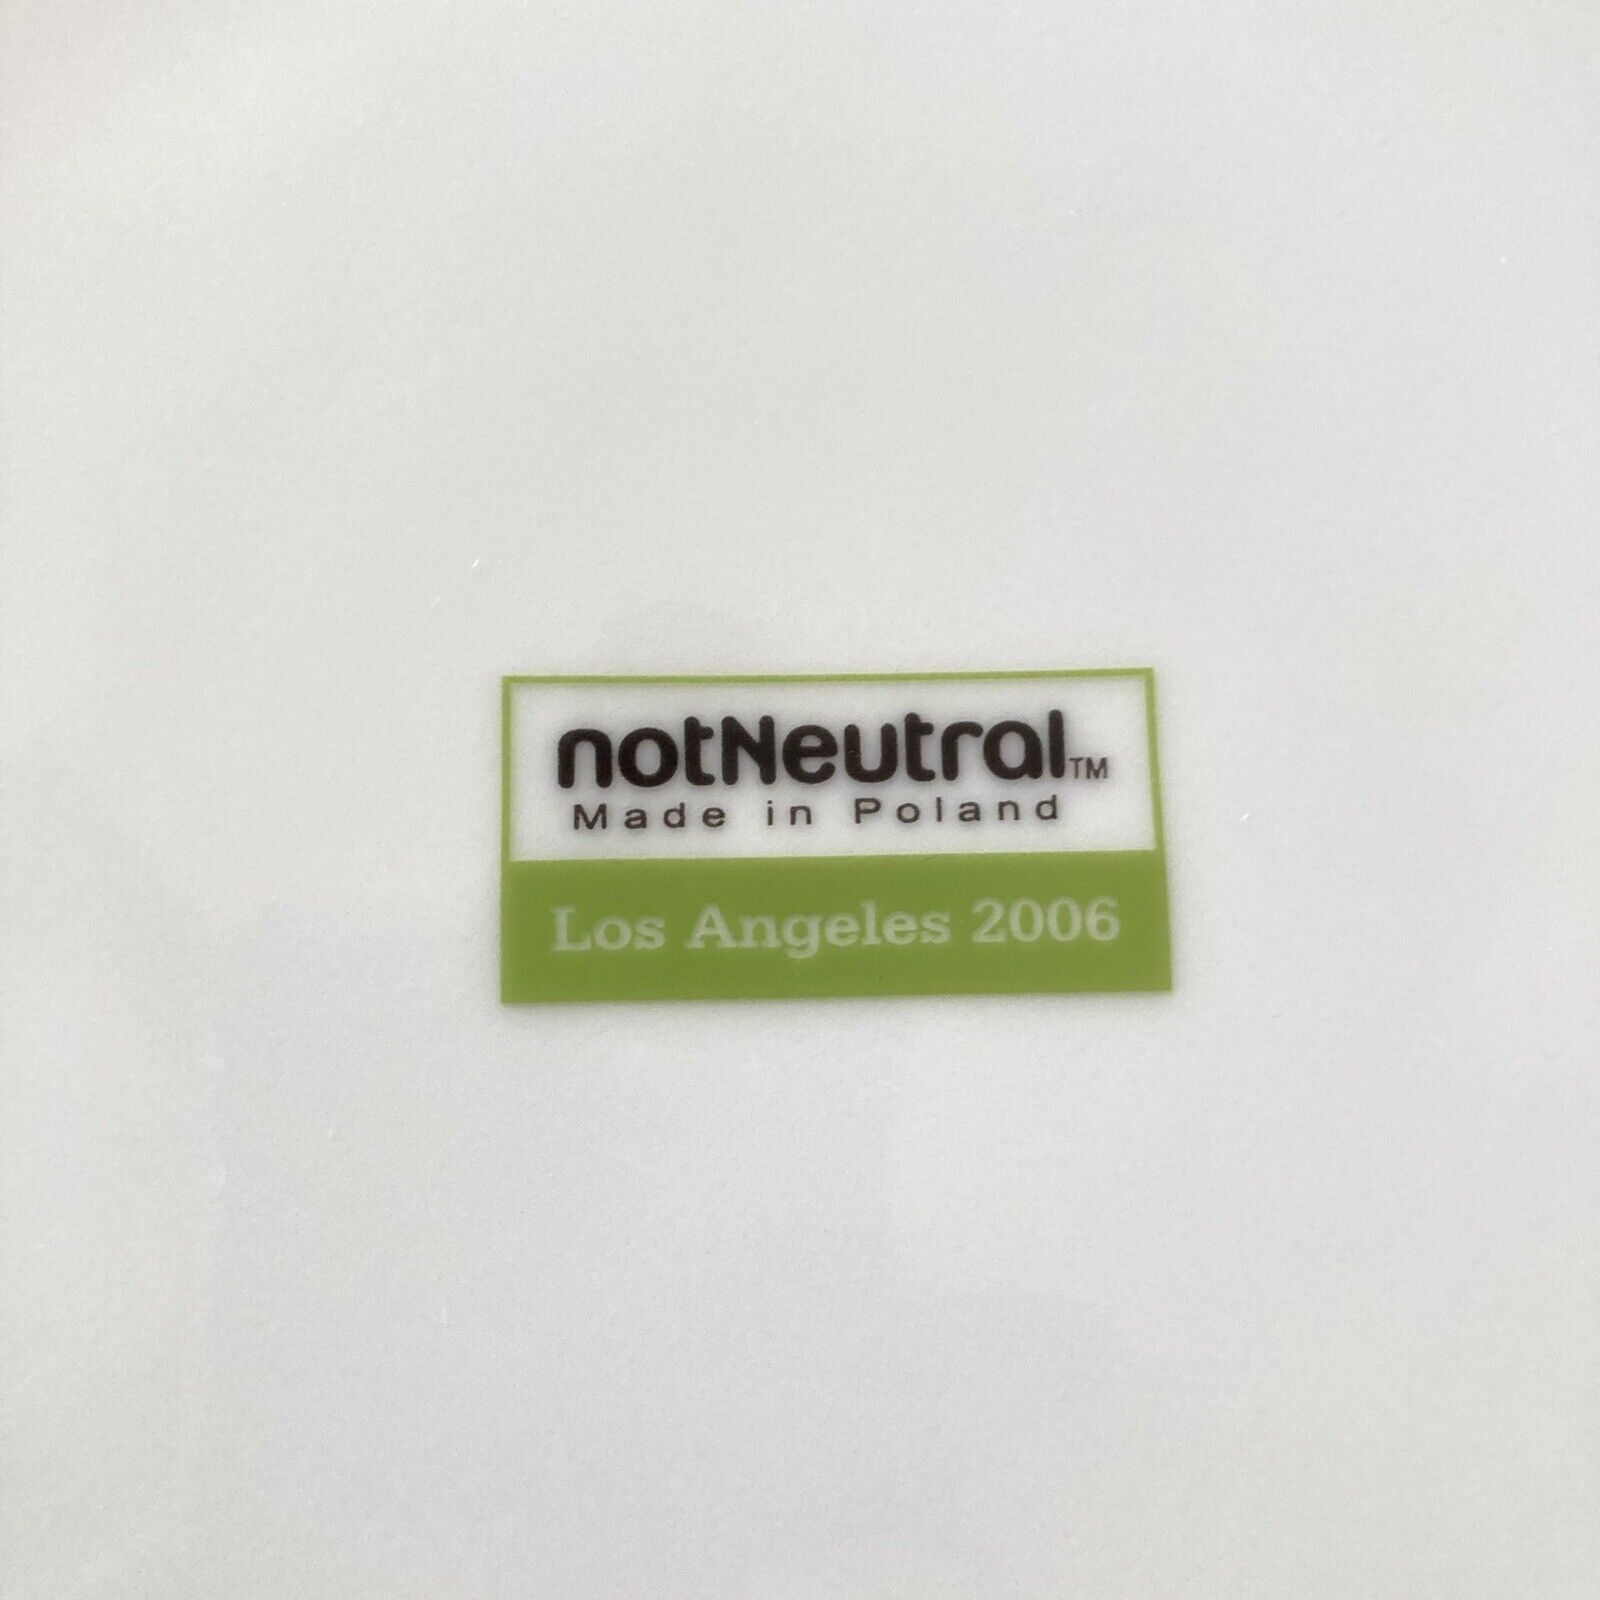 notNeutral™
Made in Poland
Los Angeles 2006